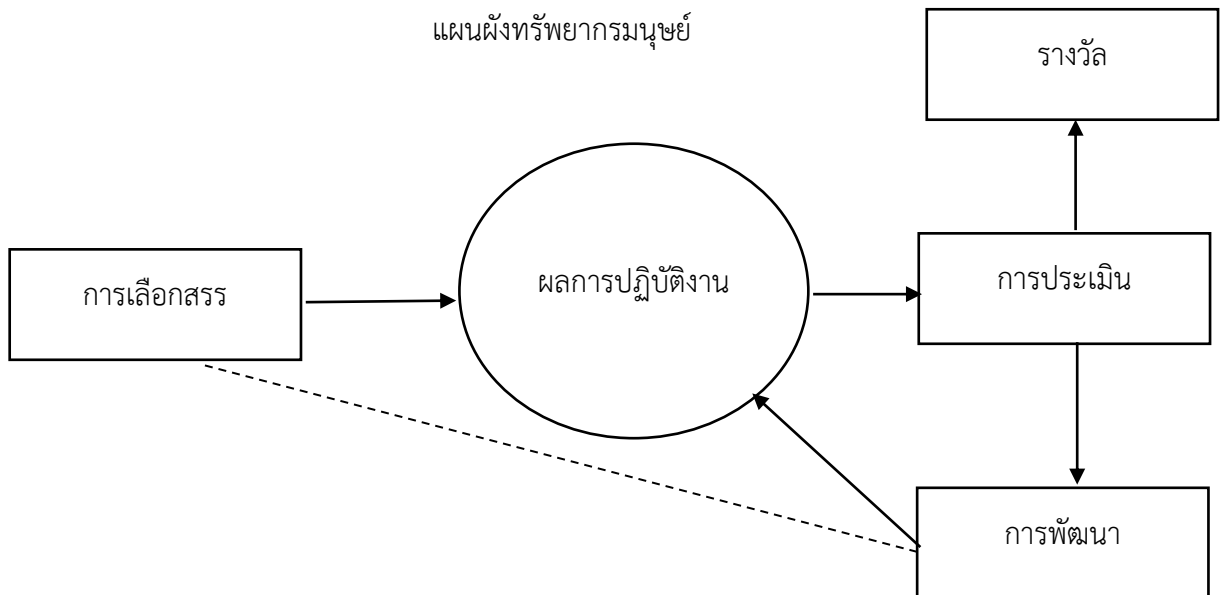 แผนผังทรัพยากรมนุษย์
รางวัล
การเลือกสรร
ผลการปฏิบัติงาน
การประเมิน
การพัฒนา